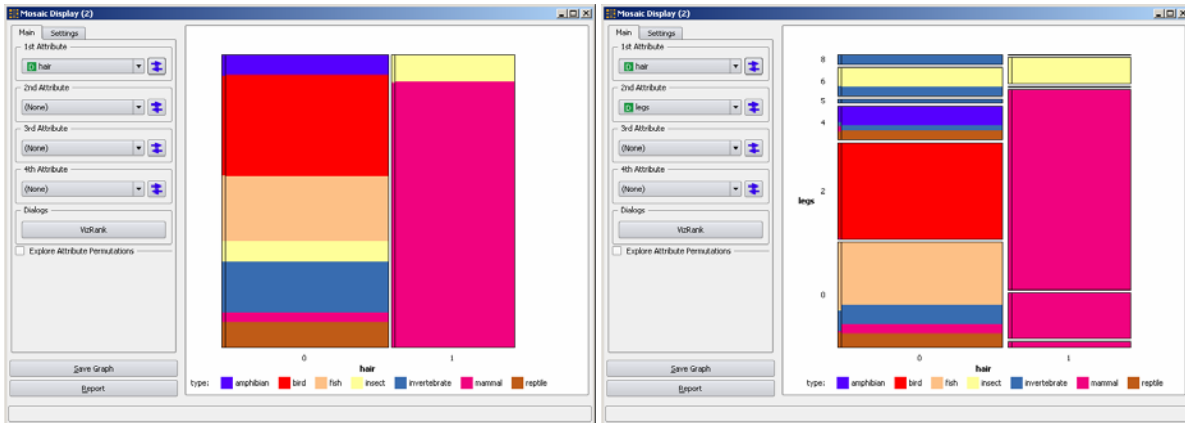 Mosaic Display (2)
Main Settings
1st Attribute
D hair
2nd Attribute
(None)
3rd Attribute
(None)
4th Attribute
(None)
Dialogs
VizRank
Explore Attribute Permutations
Save Graph
Report
0 1
hair
type: amphibian bird fish insect invertebrate mammal reptile
Mosaic Display (2)
Main Settings
1st Attribute
D hair
2nd Attribute
D legs
3rd Attribute
(None)
4th Attribute
(None)
Dialogs
VizRank
Explore Attribute Permutations
Save Graph
Report
8
6
5
4
2
legs
0
0 1
hair
type: amphibian bird fish insect invertebrate mammal reptile